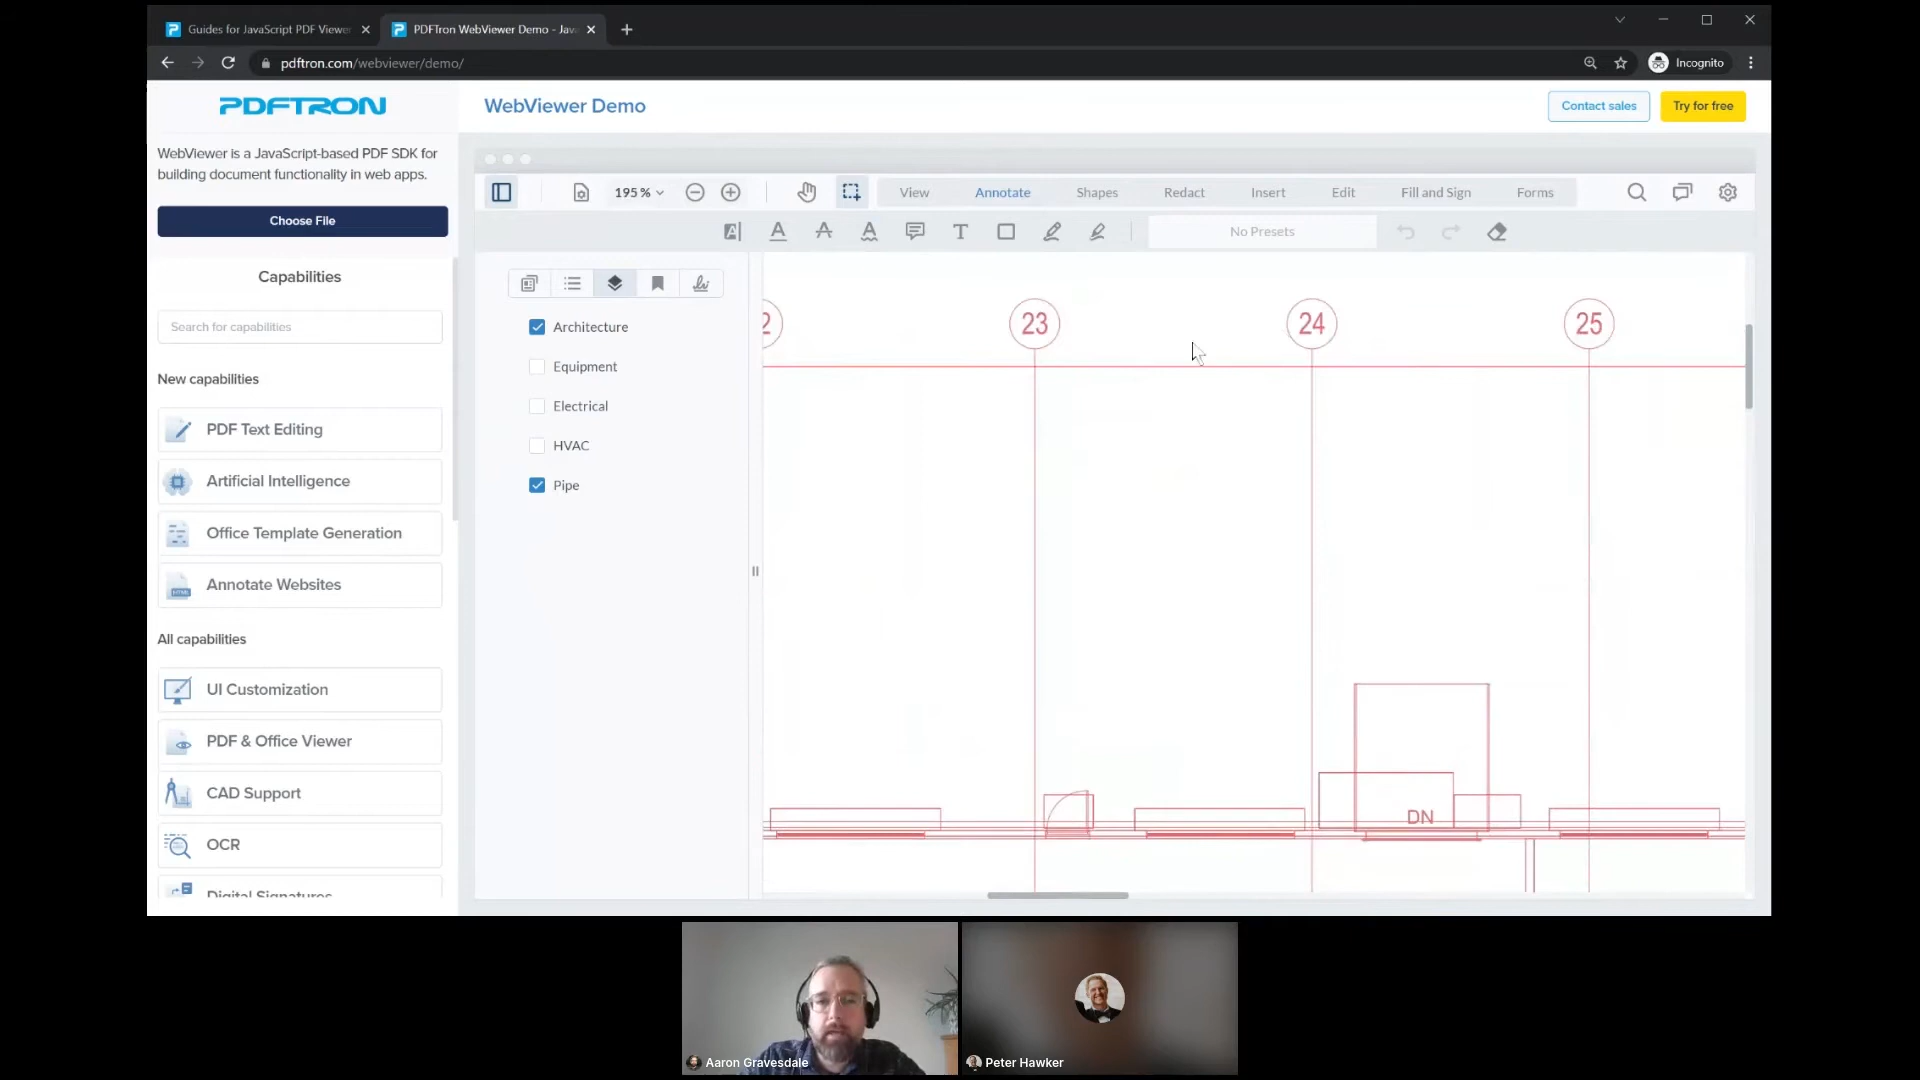 Guides for JavaScript PDF Viewer
PDFTron WebViewer Demo - Jav
pdftron.com/webviewer/demo/
Incognito
PDFTRON
WebViewer Demo
Contact sales
Try for free
WebViewer is a JavaScript-based PDF SDK for
building document functionality in web apps.
Choose File
Capabilities
Search for capabilities
New capabilities
PDF Text Editing
Artificial Intelligence
Office Template Generation
Annotate Websites
All capabilities
UI Customization
PDF & Office Viewer
CAD Support
OCR
Digital Signatures
195%
View
Annotate
Shapes
Redact
Insert
Edit
Fill and Sign
Forms
No Presets
Architecture
Equipment
Electrical
HVAC
Pipe
2
23
24
25
DN
Aaron Gravesdale
Peter Hawker